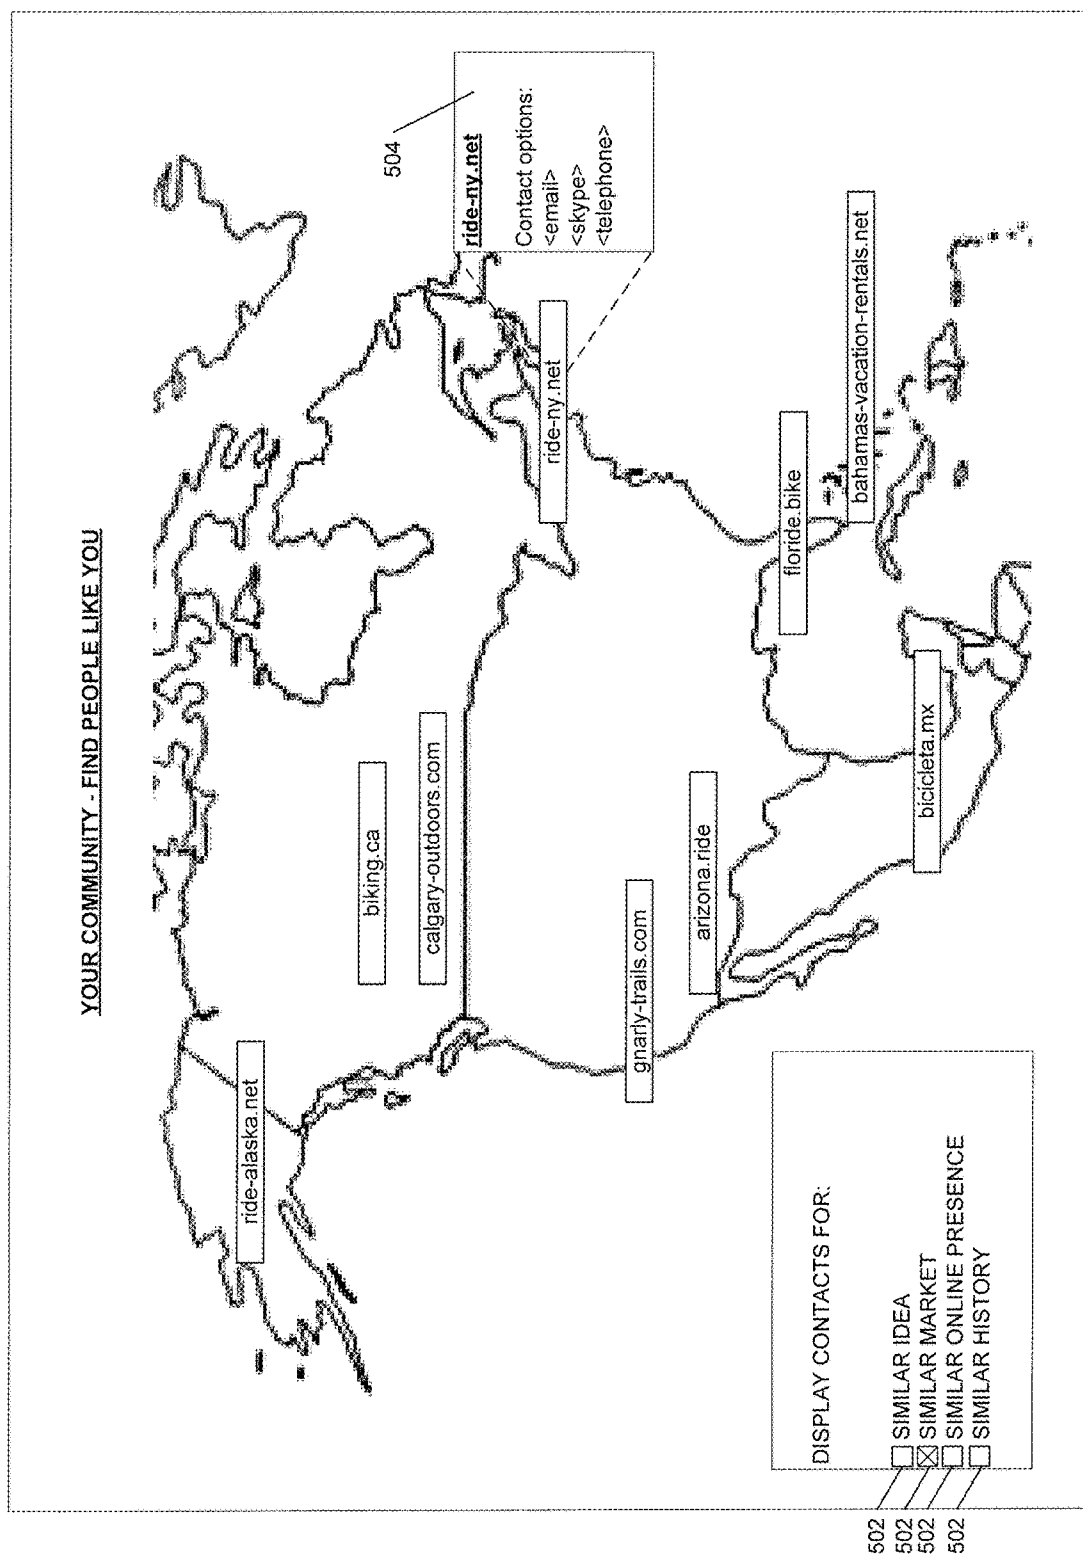 YOUR COMMUNITY - FIND PEOPLE LIKE YOU
504
ride-ny.net
Contact options:
<email>
<skype>
<telephone>
ride-alaska.net
biking.ca
calgary-outdoors.com
ride-ny.net
gnarly-trails.com
arizona.ride
floride.bike
bahamas-vacation-rentals.net
bicicleta.mx
DISPLAY CONTACTS FOR:
502 SIMILAR IDEA
502 SIMILAR MARKET
502 SIMILAR ONLINE PRESENCE
502 SIMILAR HISTORY